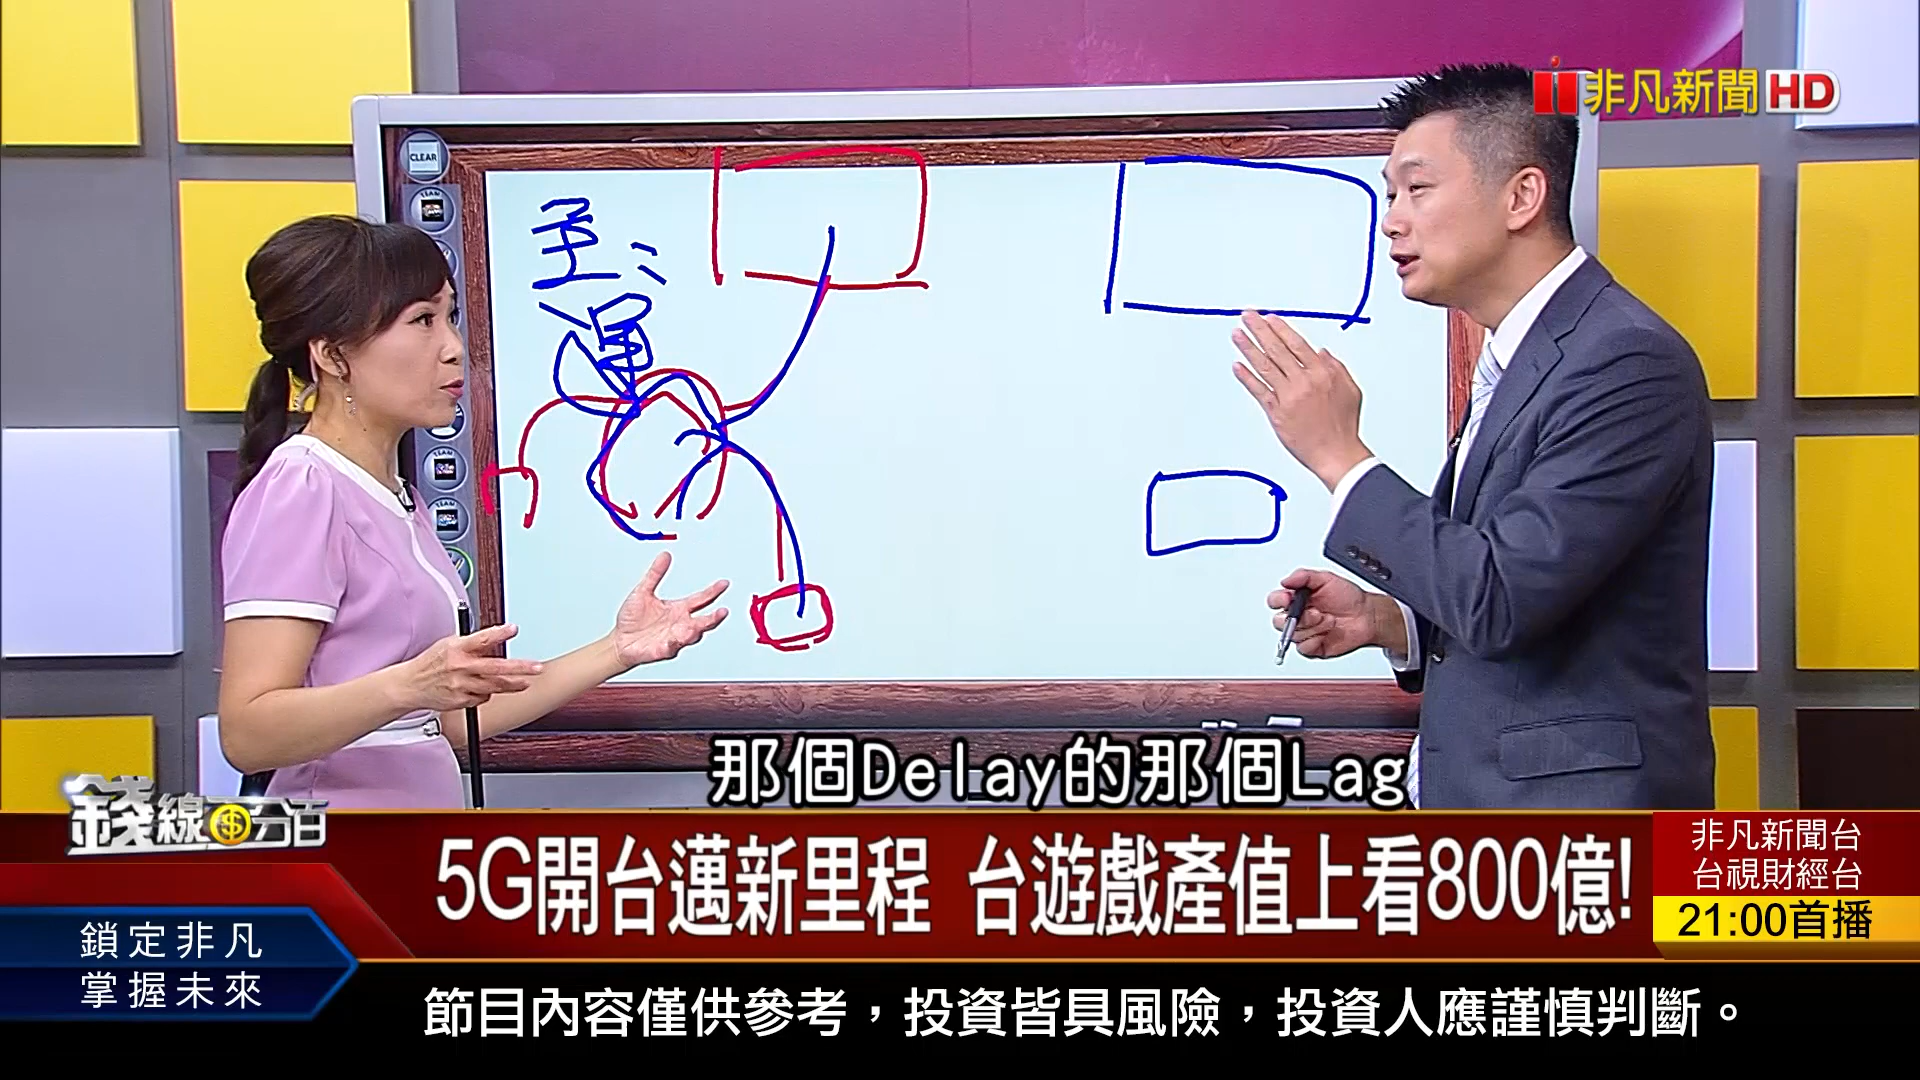 非凡新聞HD
CLEAR
TEAM
TEAM
TEAM
那個Delay的那個Lag
錢線百分百
5G開台邁新里程 台遊戲產值上看800億!
非凡新聞台
台視財經台
21:00首播
鎖定非凡
掌握未來
節目內容僅供參考，投資皆具風險，投資人應謹慎判斷。